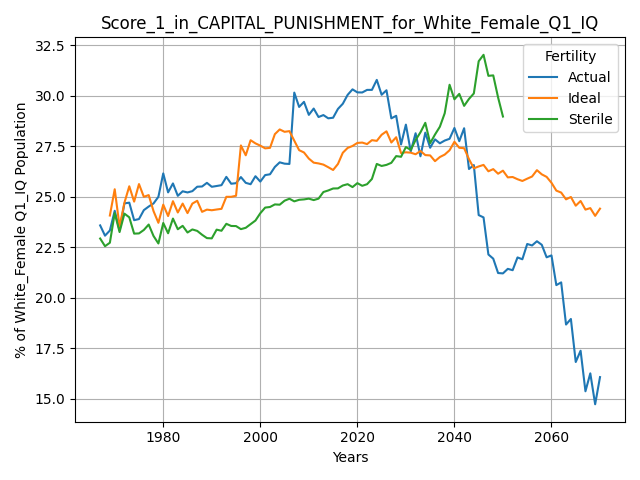 Score_1_in_CAPITAL_PUNISHMENT_for_White_Female_Q1_IQ
% of White_Female Q1_IQ Population
32.5
30.0
27.5
25.0
22.5
20.0
17.5
15.0
Fertility
Actual
Ideal
Sterile
1980
2000
2020
2040
2060
Years